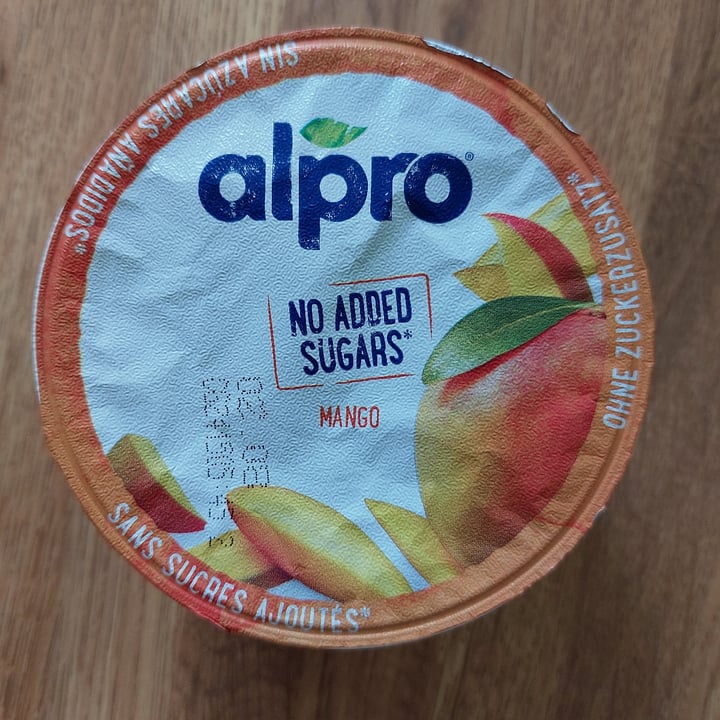 SIN AZÚCARES AÑADIDOS*
alpro®
NO ADDED
SUGARS*
MANGO
OHNE ZUCKERZUSATZ*
SANS SUCRES AJOUTÉS*